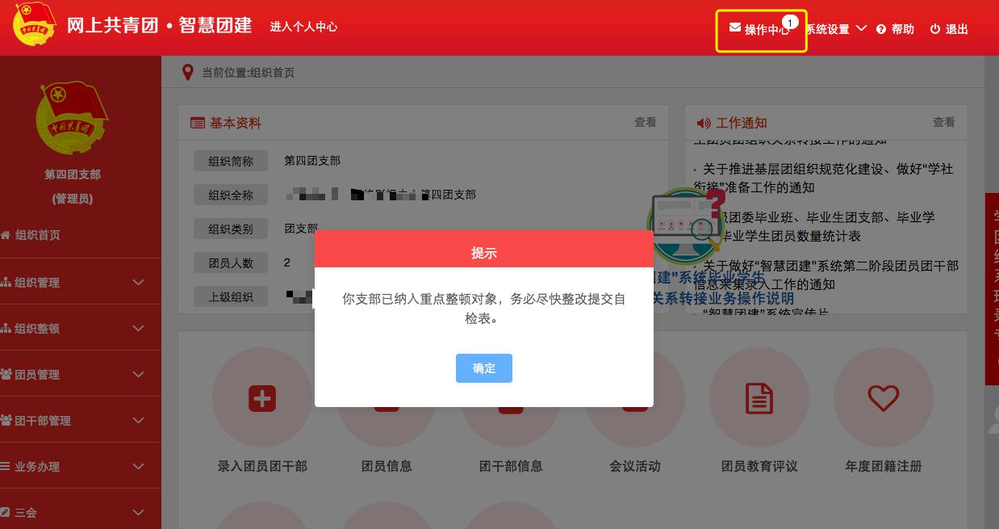 网上共青团·智慧团建
进入个人中心
操作中心
1
系统设置
帮助
退出
第四团支部
(管理员)
组织首页
组织管理
组织整顿
团员管理
团干部管理
业务办理
三会
当前位置:组织首页
基本资料
查看
组织简称
第四团支部
组织全称
第四团支部
组织类别
团支部
团员人数
2
上级组织
工作通知
查看
生团员团组织关系转接工作的通知
· 关于推进基层团组织规范化建设、做好“学社
衔接”准备工作的通知
级团委毕业班、毕业生团支部、毕业学
毕业学生团员数量统计表
· 关于做好“智慧团建”系统第二阶段团员团干部
信息采集录入工作的通知
· “智慧团建”系统宣传片
团建”系统毕业学生
关系转接业务操作说明
提示
你支部已纳入重点整顿对象，务必尽快整改提交自
检表。
确定
录入团员团干部
团员信息
团干部信息
会议活动
团员教育评议
年度团籍注册